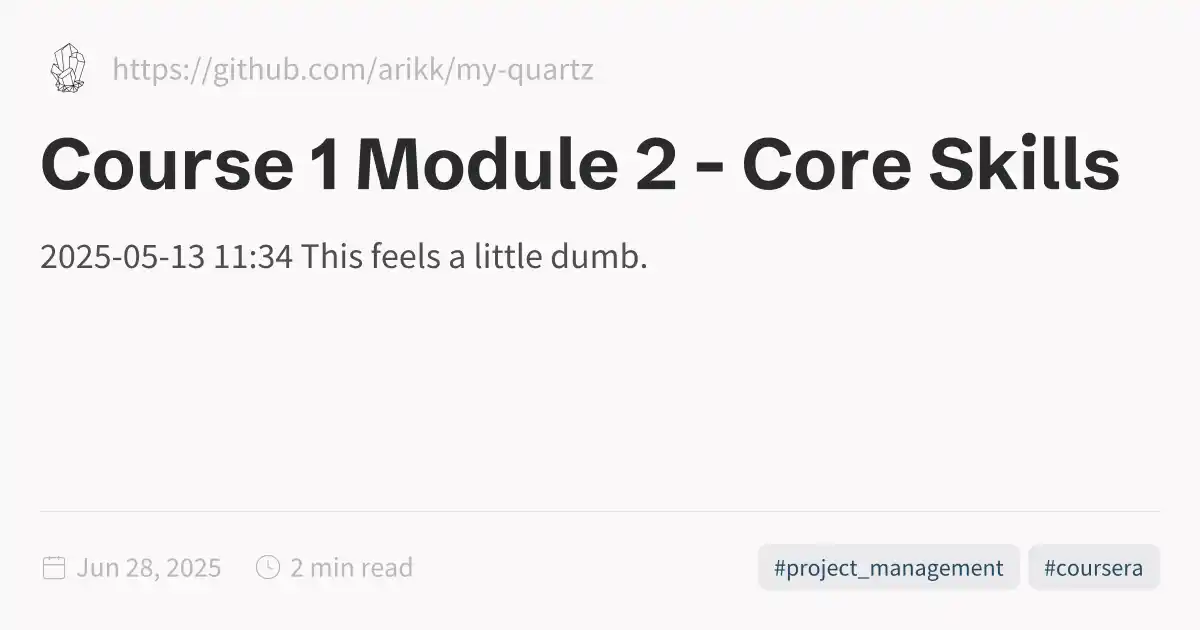 https://github.com/arikk/my-quartz
Course 1 Module 2 - Core Skills
2025-05-13 11:34 This feels a little dumb.
Jun 28, 2025 2 min read #project_management #coursera